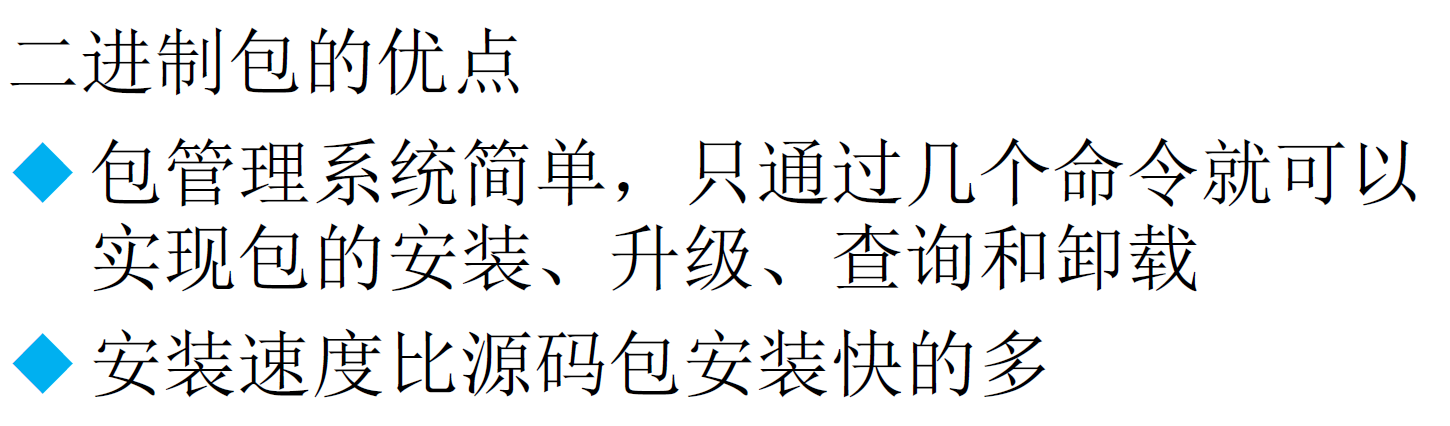 二进制包的优点
◆ 包管理系统简单，只通过几个命令就可以
实现包的安装、升级、查询和卸载
◆ 安装速度比源码包安装快的多